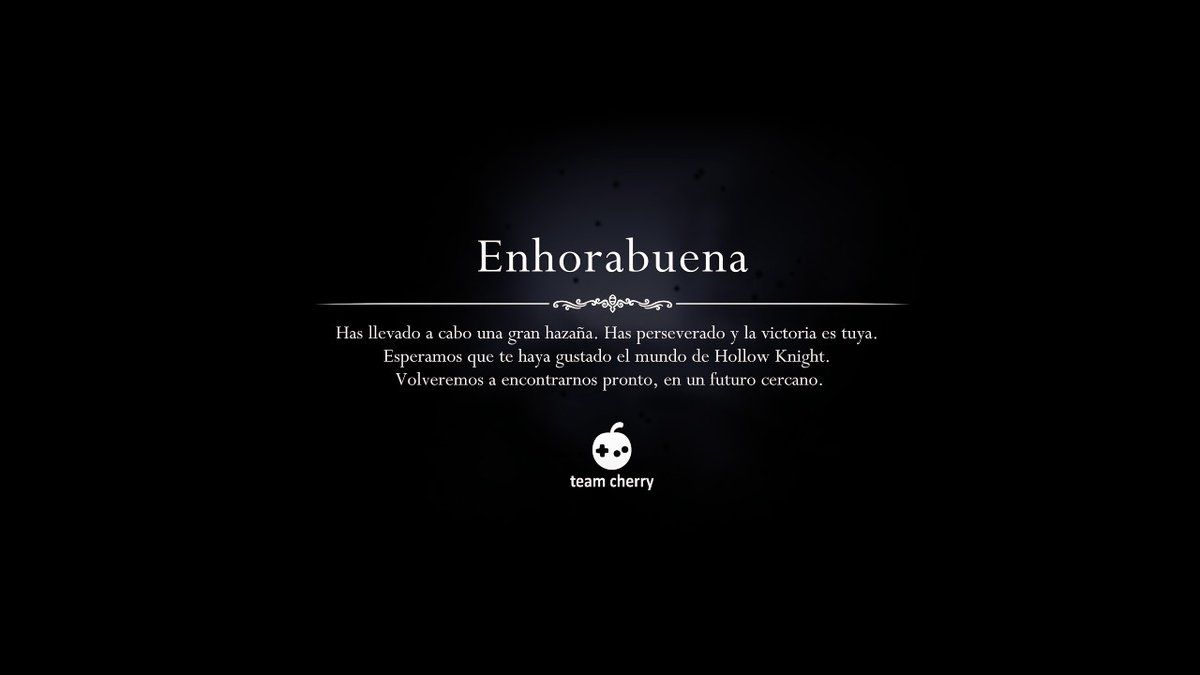 Enhorabuena
Has llevado a cabo una gran hazaña. Has perseverado y la victoria es tuya.
Esperamos que te haya gustado el mundo de Hollow Knight.
Volveremos a encontrarnos pronto, en un futuro cercano.
team cherry